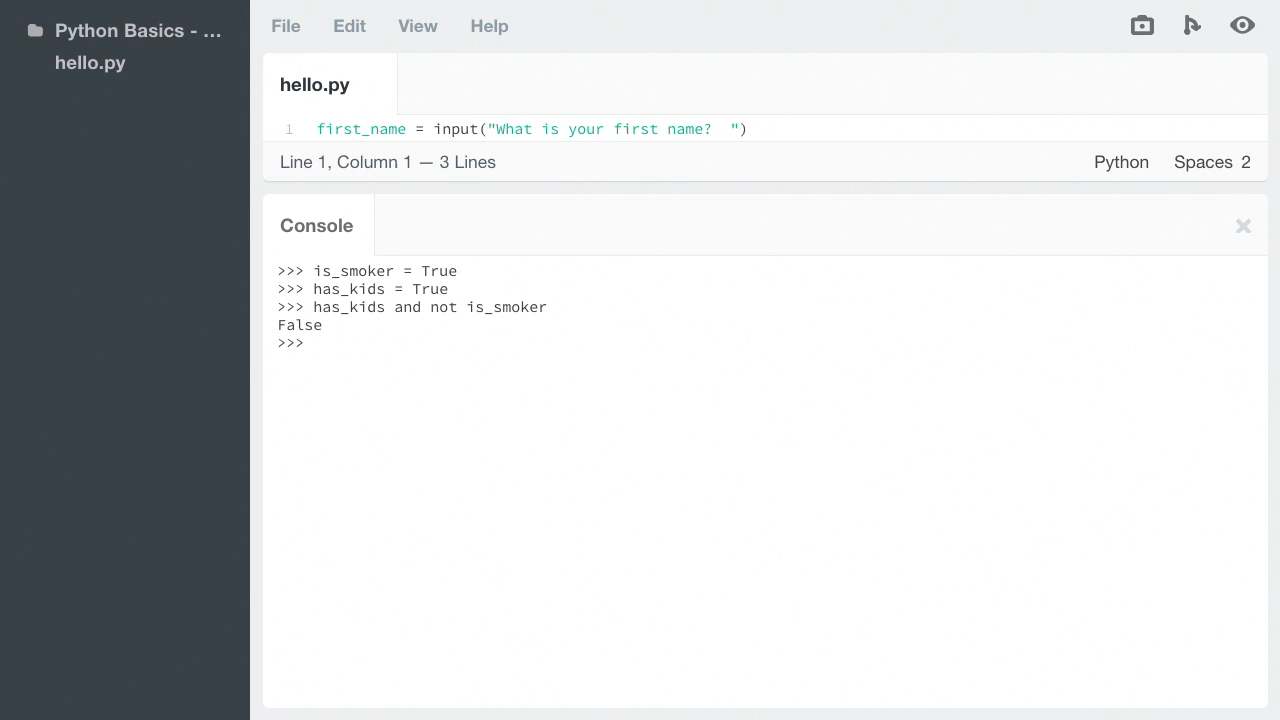 Python Basics - ...
hello.py
File Edit View Help
hello.py
1 first_name = input("What is your first name?  ")
Line 1, Column 1 — 3 Lines Python Spaces 2
Console
>>> is_smoker = True
>>> has_kids = True
>>> has_kids and not is_smoker
False
>>>